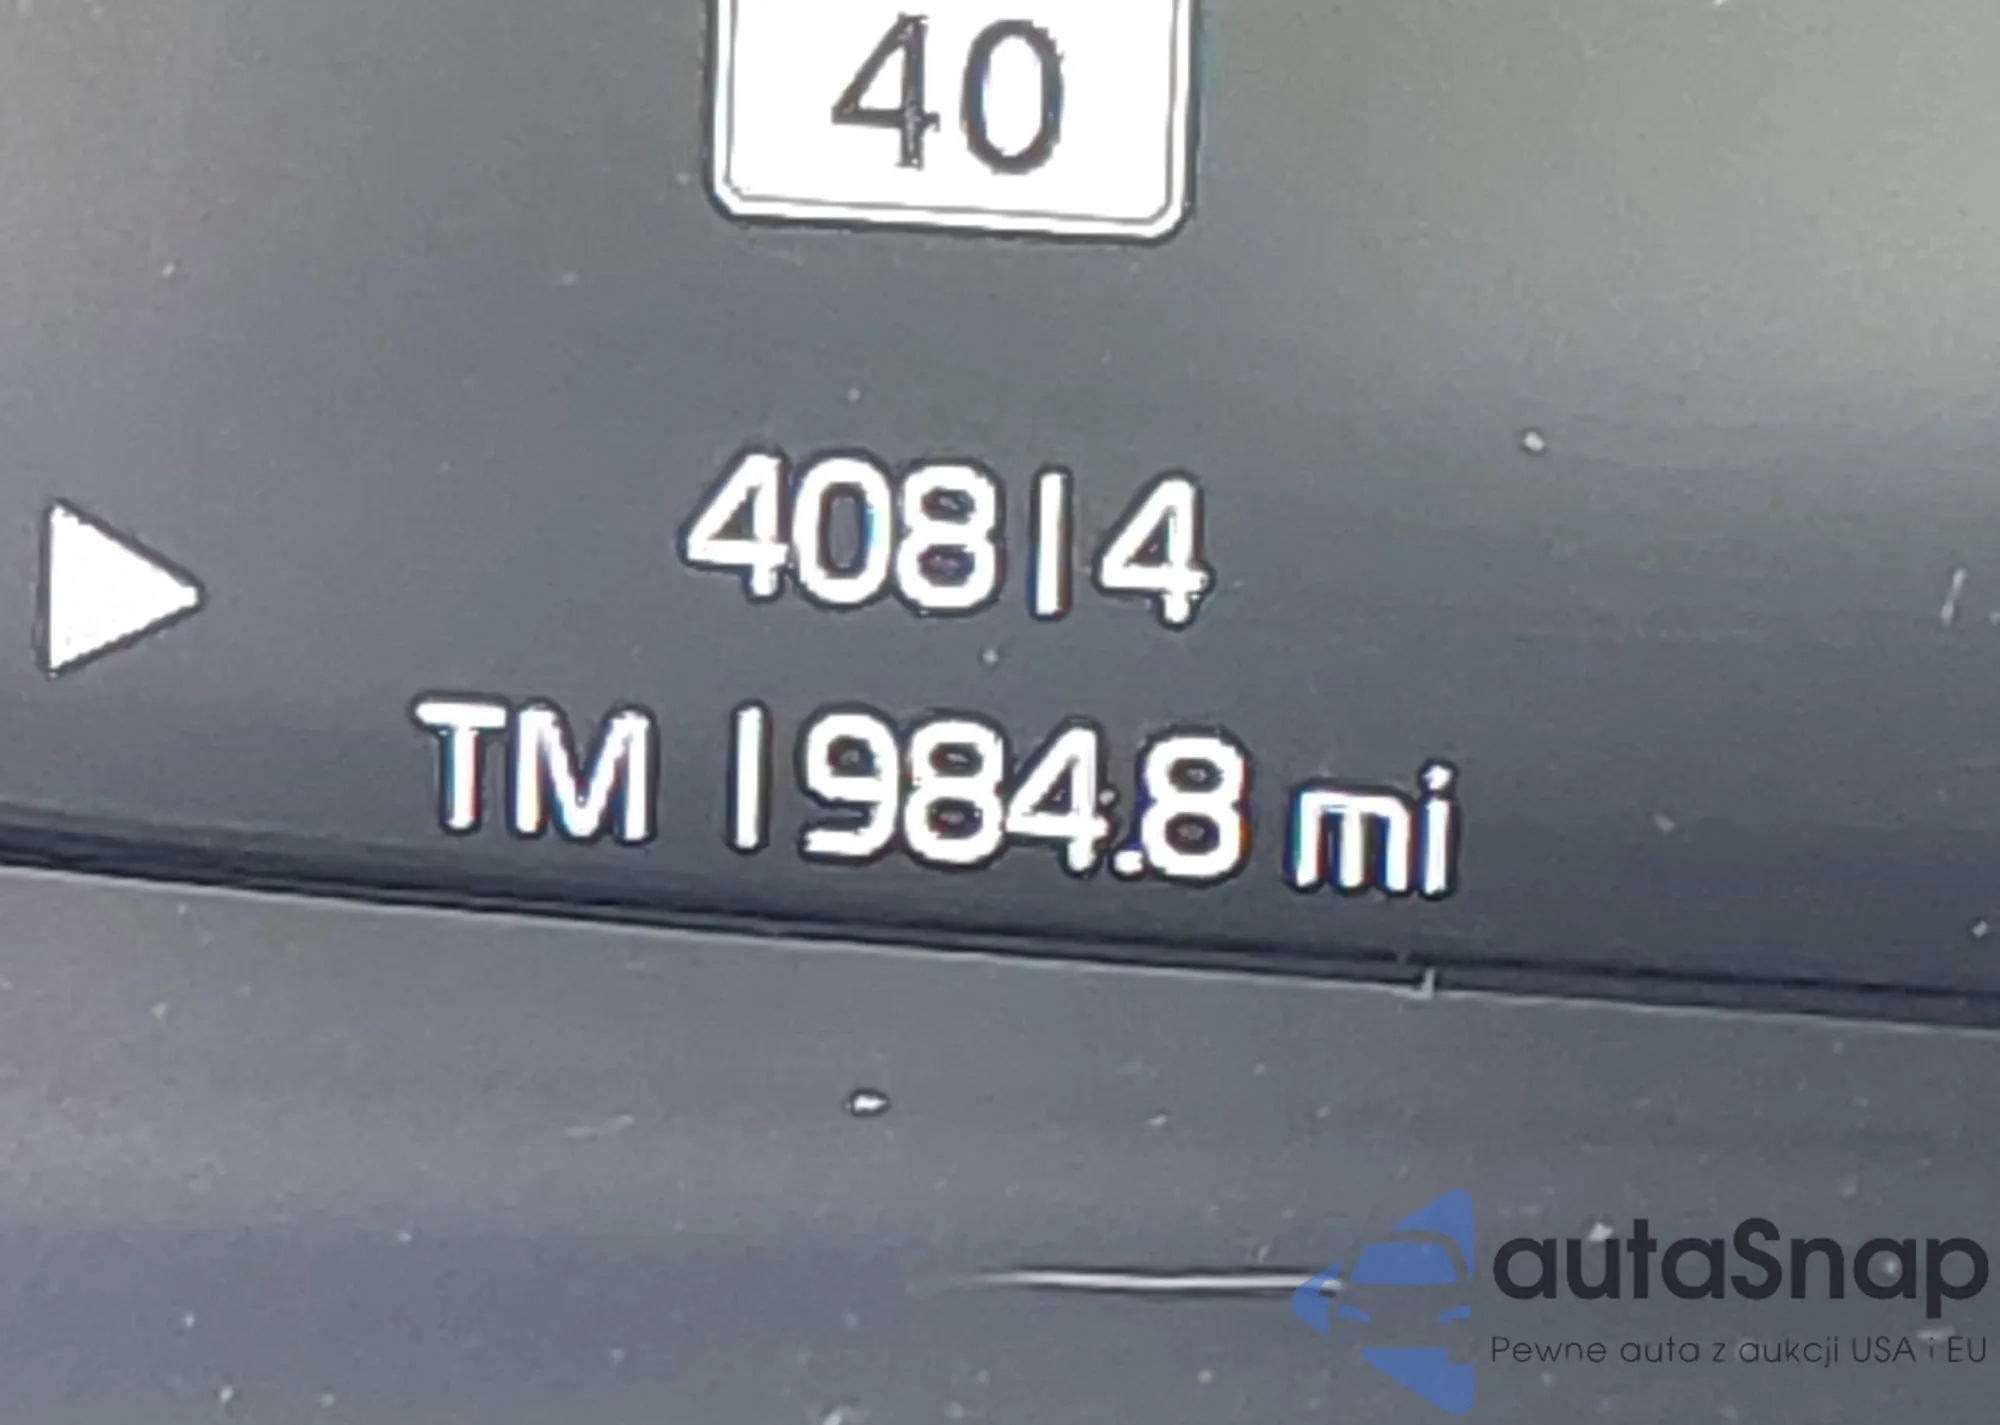 40
40814
TM 1984.8 mi
autaSnap
Pewne auta z aukcji USA i EU